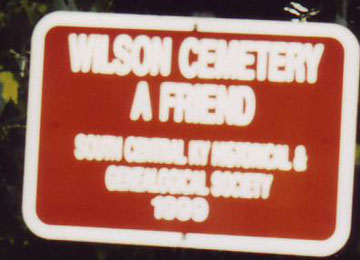 WILSON CEMETERY
A FRIEND
SOUTH CENTRAL KY HISTORICAL &
GENEALOGICAL SOCIETY